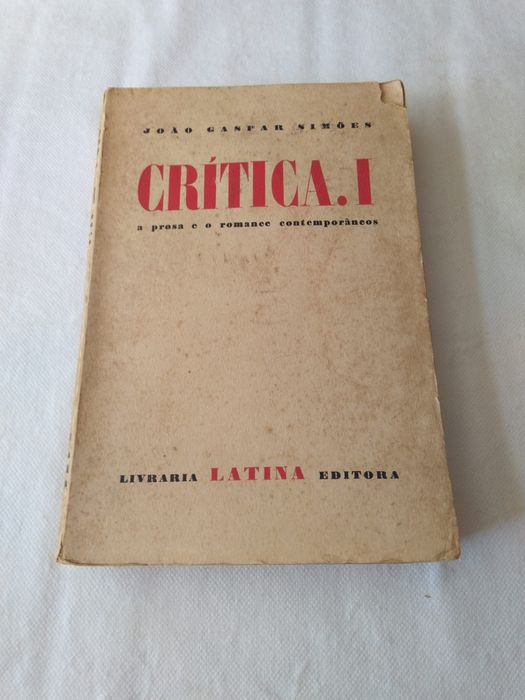 JOÃO GASPAR SIMÕES
CRÍTICA. I
a prosa e o romance contemporâneos
LIVRARIA LATINA EDITORA